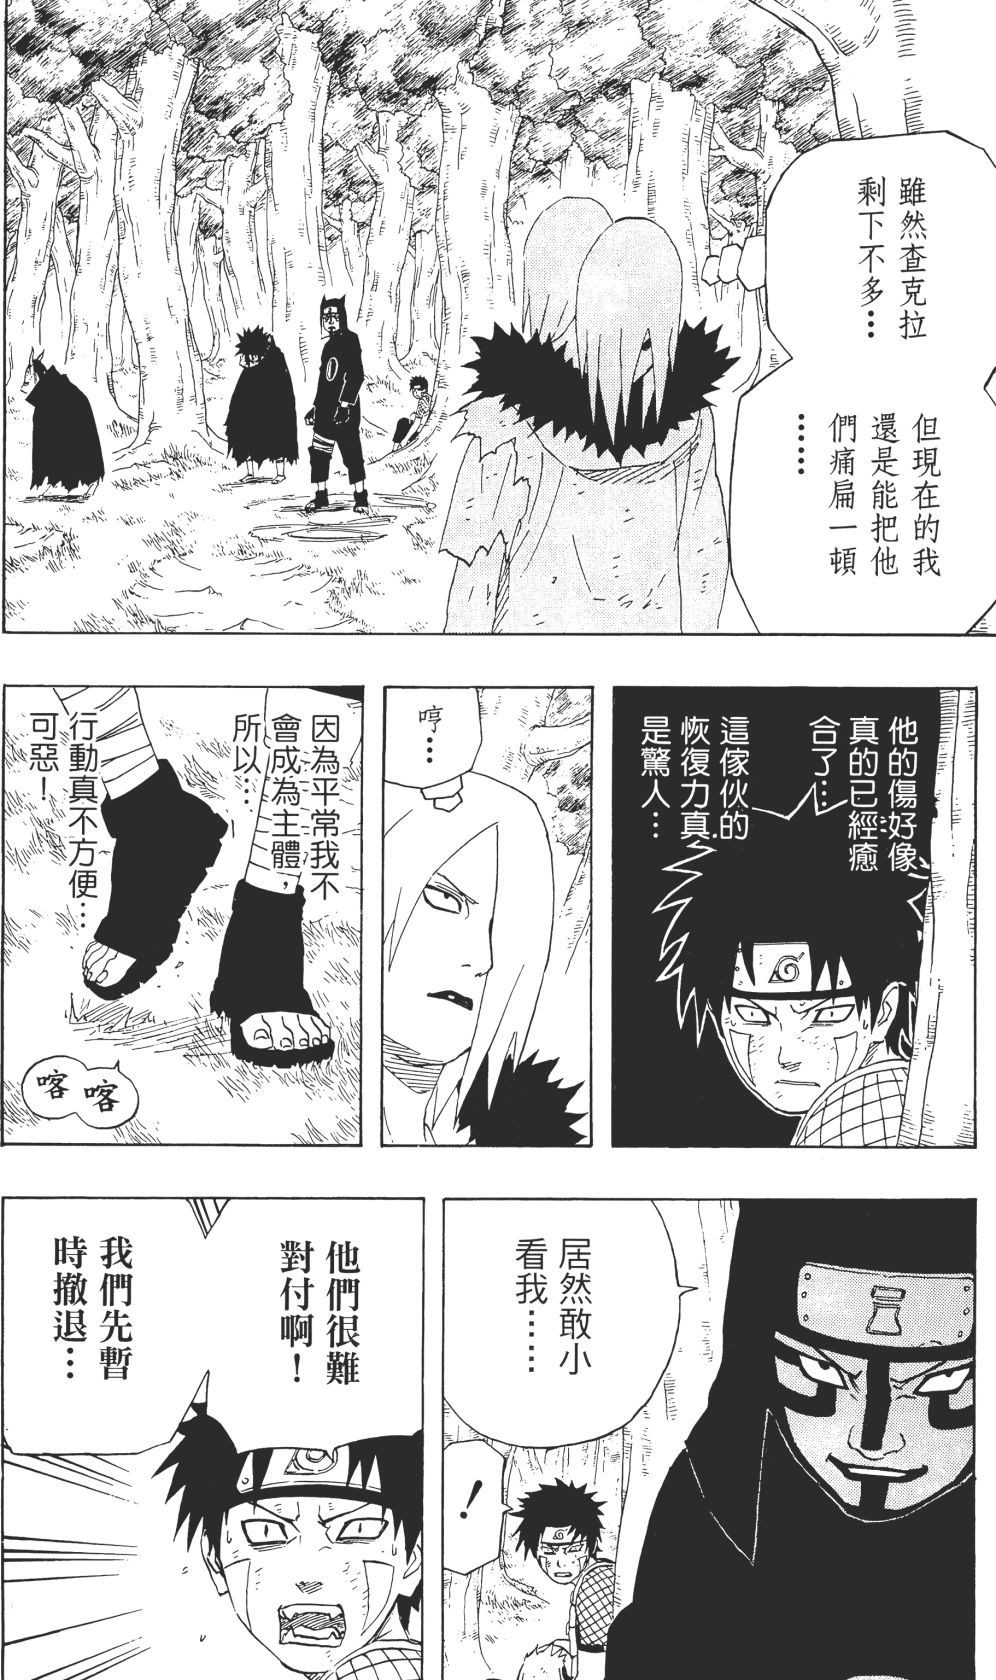 雖然查克拉
剩下不多…
但現在的我
還是能把他
們痛扁一頓
……
他的傷好像
真的已經癒
合了…
這傢伙的
恢復力真
是驚人…
哼…
因為平常我不
會成為主體，
所以…
行動真不方便…
可惡！
喀
喀
居然敢小
看我……
！
他們很難
對付啊！
我們先暫
時撤退…